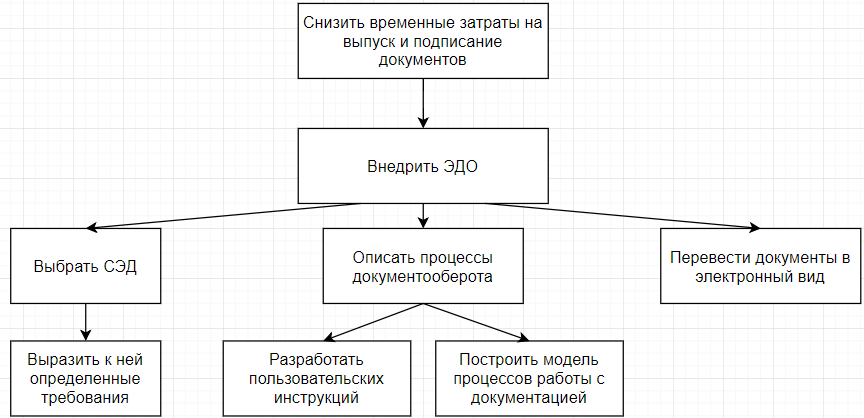 Снизить временные затраты на
выпуск и подписание
документов
Внедрить ЭДО
Выбрать СЭД
Описать процессы
документооберота
Перевести документы в
электронный вид
Выразить к ней
определенные
требования
Разработать
пользовательских
инструкций
Построить модель
процессов работы с
документацией